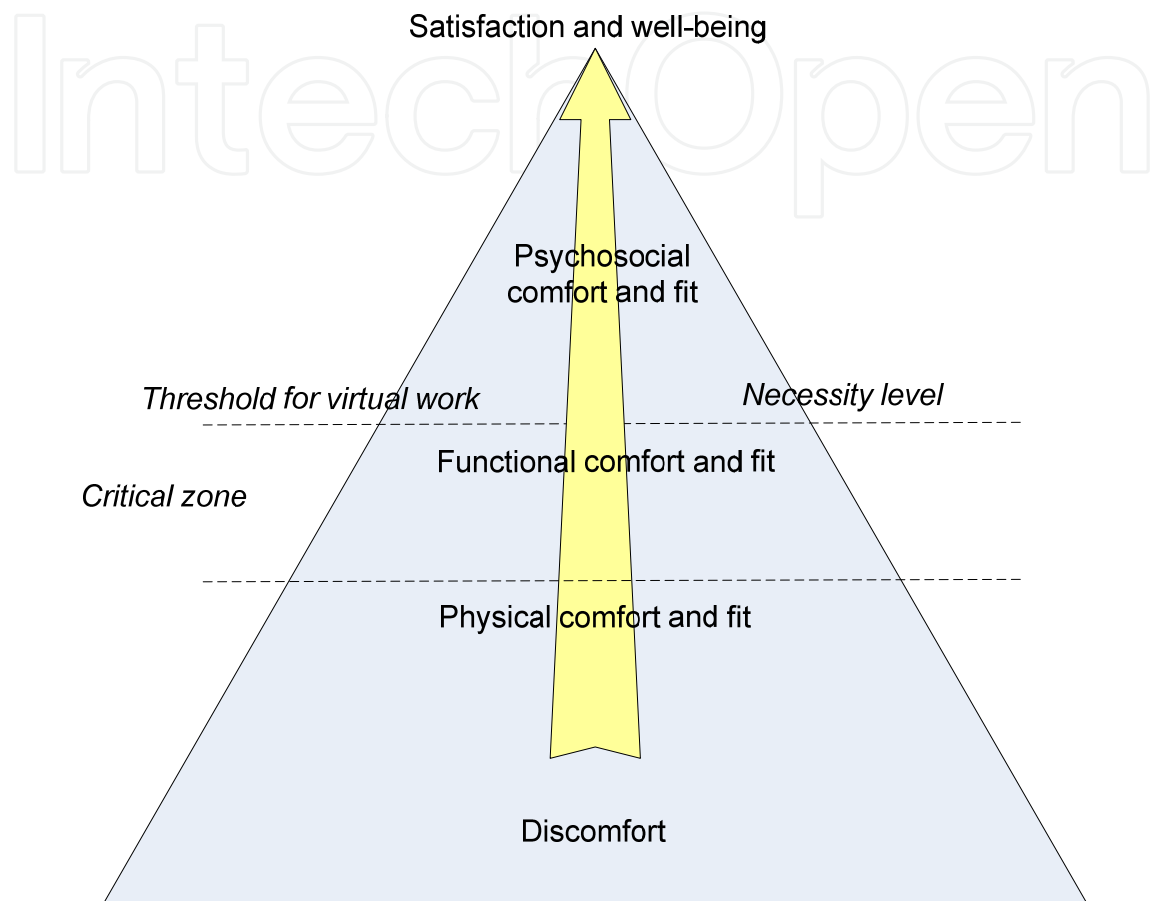 IntechOpen
Satisfaction and well-being
Psychosocial
comfort and fit
Threshold for virtual work
Necessity level
Functional comfort and fit
Critical zone
Physical comfort and fit
Discomfort